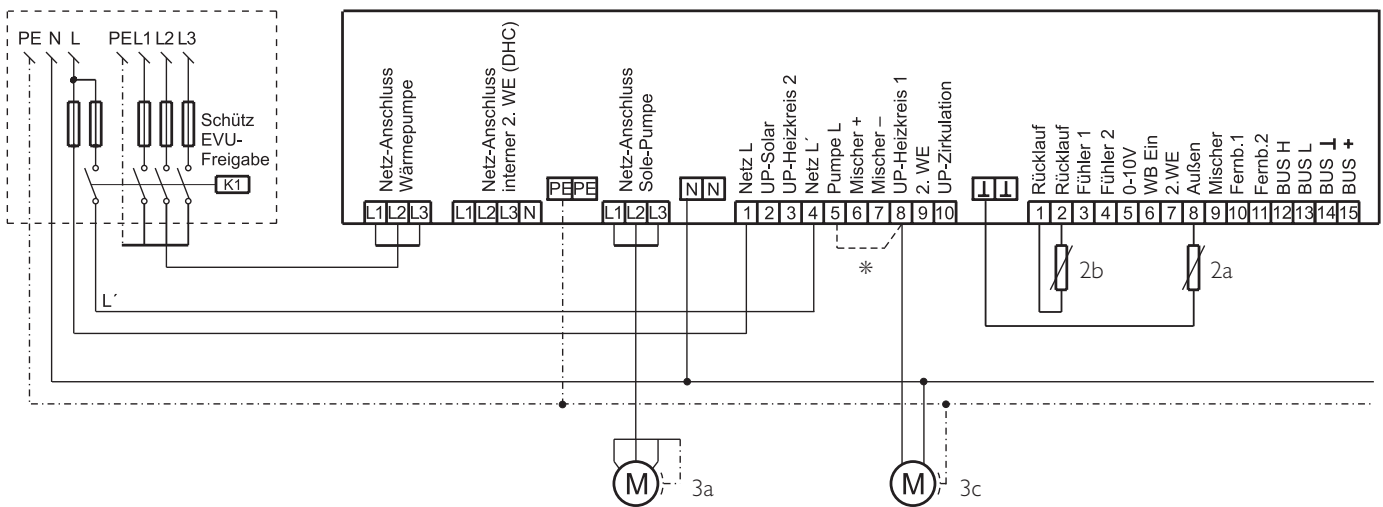 PE N L
PE L1 L2 L3
Schütz
EVU-
Freigabe
K1
L´
Netz-Anschluss
Wärmepumpe
L1 L2 L3
Netz-Anschluss
interner 2. WE (DHC)
L1 L2 L3 N
PE PE
Netz-Anschluss
Sole-Pumpe
L1 L2 L3
N N
Netz L
UP-Solar
UP-Heizkreis 2
Netz L´
Pumpe L
Mischer +
Mischer –
UP-Heizkreis 1
2. WE
UP-Zirkulation
1 2 3 4 5 6 7 8 9 10
*
Rücklauf
Rücklauf
Fühler 1
Fühler 2
0-10V
WB Ein
2.WE
Außen
Mischer
Fernb.1
Fernb.2
BUS H
BUS L
BUS ⊥
BUS +
1 2 3 4 5 6 7 8 9 10 11 12 13 14 15
2b
2a
M
3a
M
3c